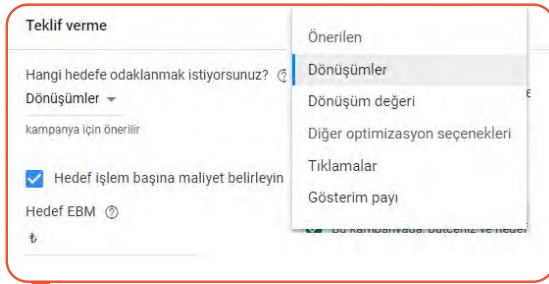 Teklif verme
Hangi hedefe odaklanmak istiyorsunuz?
Dönüşümler
kampanya için önerilir
Hedef işlem başına maliyet belirleyin
Hedef EBM
₺
Önerilen
Dönüşümler
Dönüşüm değeri
Diğer optimizasyon seçenekleri
Tıklamalar
Gösterim payı